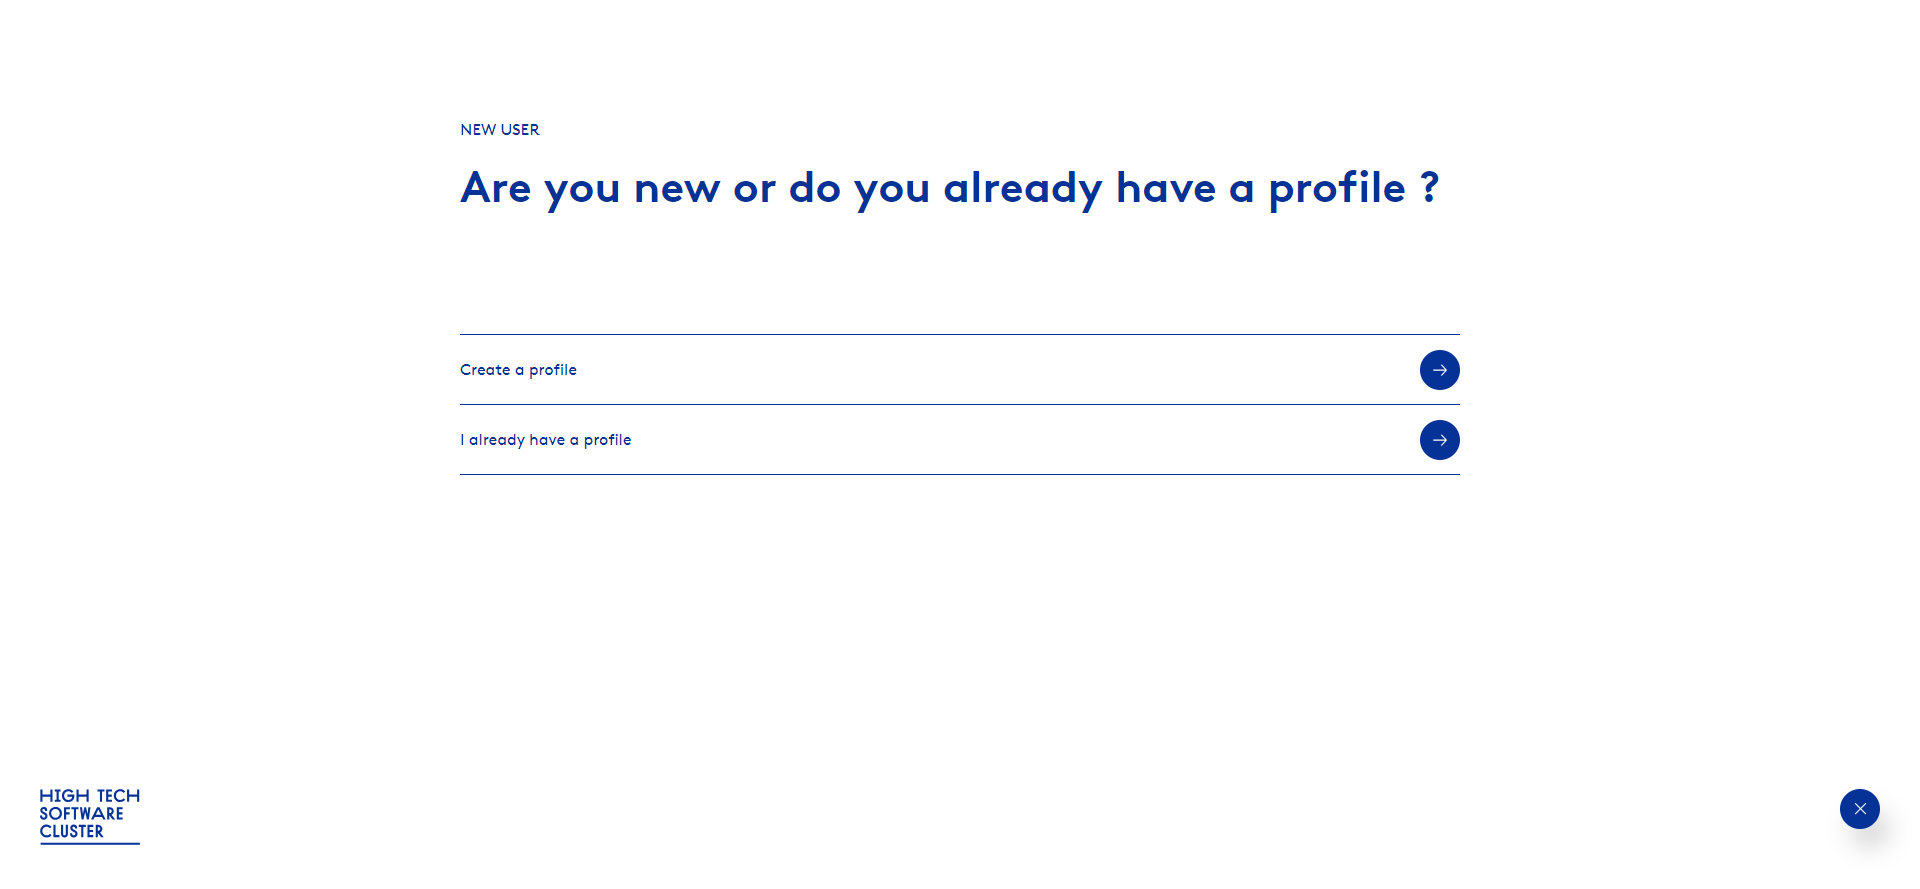 NEW USER
Are you new or do you already have a profile ?
Create a profile
I already have a profile
HIGH TECH
SOFTWARE
CLUSTER